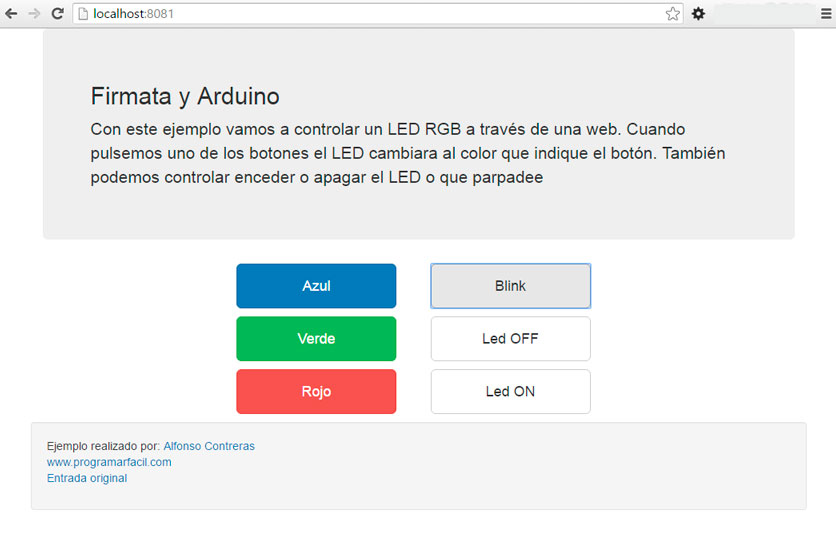 localhost:8081
Firmata y Arduino
Con este ejemplo vamos a controlar un LED RGB a través de una web. Cuando
pulsemos uno de los botones el LED cambiara al color que indique el botón. También
podemos controlar enceder o apagar el LED o que parpadee
Azul
Blink
Verde
Led OFF
Rojo
Led ON
Ejemplo realizado por: Alfonso Contreras
www.programarfacil.com
Entrada original